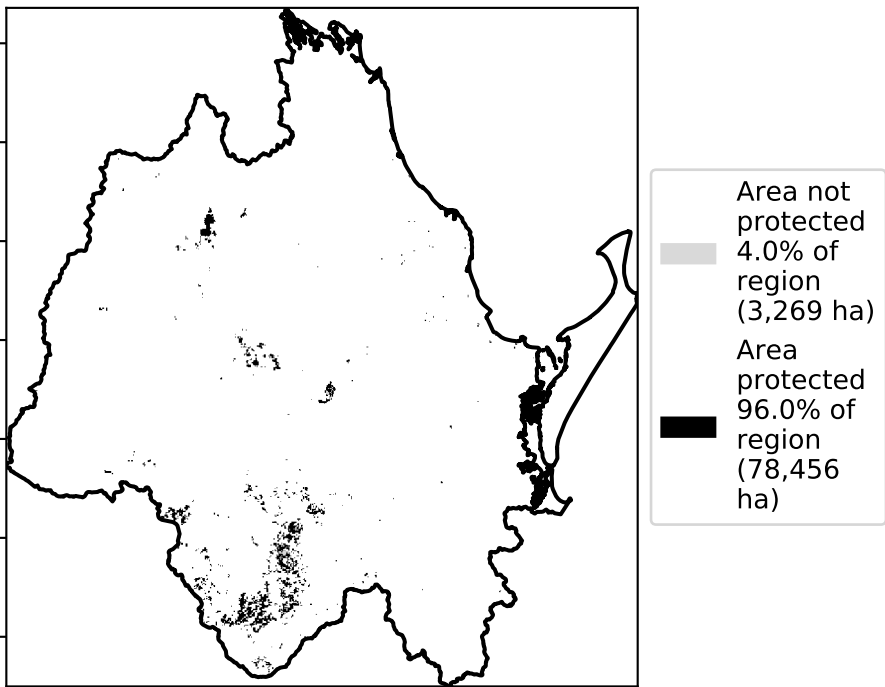 Area not
protected
4.0% of
region
(3,269 ha)
Area
protected
96.0% of
region
(78,456
ha)